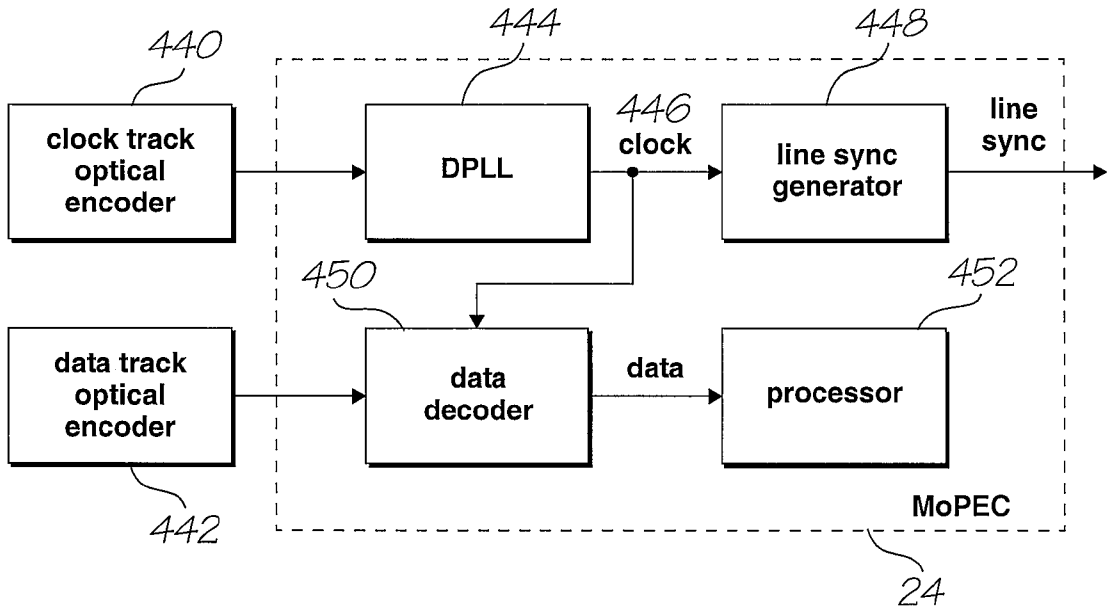 440
444
448
446
clock track
optical
encoder
DPLL
clock
line sync
generator
line
sync
450
452
data track
optical
encoder
data
decoder
data
processor
442
MoPEC
24